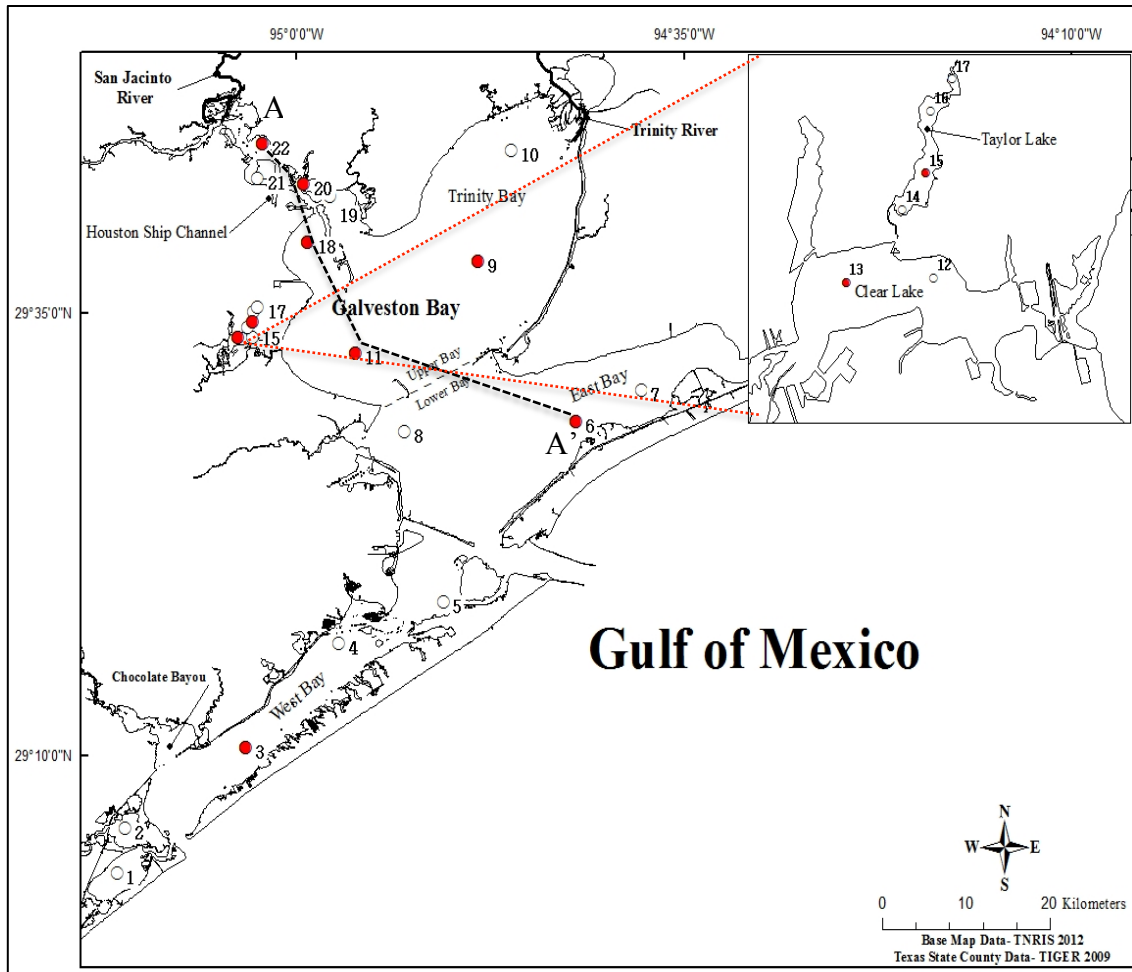 95°0'0"W
94°35'0"W
94°10'0"W
San Jacinto
River
A
22
21
20
19
Houston Ship Channel
18
10
Trinity River
Trinity Bay
9
17
16
Taylor Lake
15
14
13
12
Clear Lake
29°35'0"N
17
15
Galveston Bay
11
Upper Bay
Lower Bay
East Bay
7
6
A'
8
5
4
Gulf of Mexico
Chocolate Bayou
West Bay
3
29°10'0"N
2
1
N
W
E
S
0
10
20 Kilometers
Base Map Data- TNRIS 2012
Texas State County Data- TIGER 2009